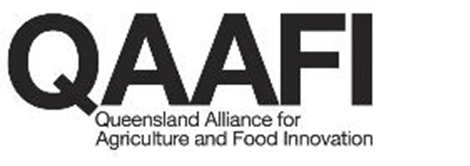 QAAFI
Queensland Alliance for
Agriculture and Food Innovation